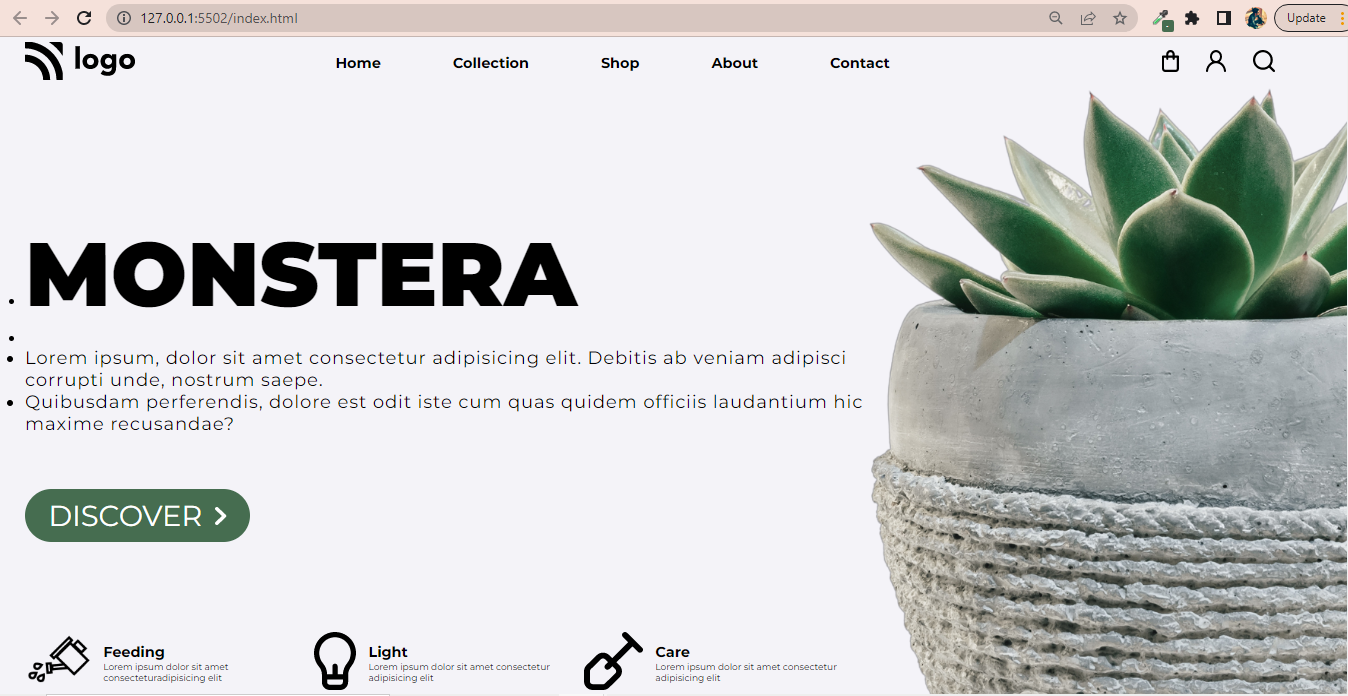 127.0.0.1:5502/index.html
Update
logo
Home Collection Shop About Contact
MONSTERA
Lorem ipsum, dolor sit amet consectetur adipisicing elit. Debitis ab veniam adipisci
corrupti unde, nostrum saepe.
Quibusdam perferendis, dolore est odit iste cum quas quidem officiis laudantium hic
maxime recusandae?
DISCOVER
Feeding
Lorem ipsum dolor sit amet
consecteturadipisicing elit
Light
Lorem ipsum dolor sit amet consectetur
adipisicing elit
Care
Lorem ipsum dolor sit amet consectetur
adipisicing elit